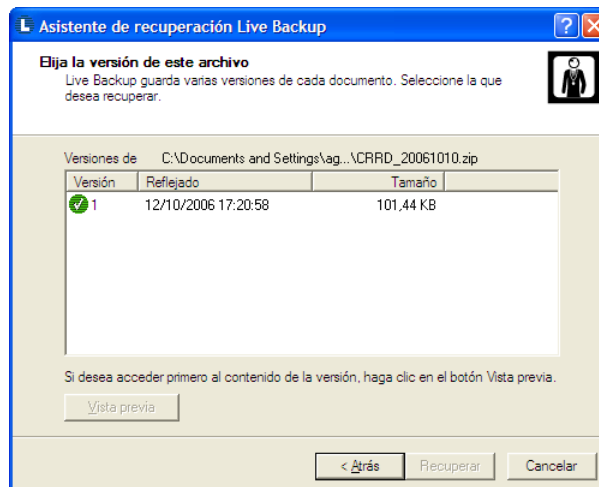 L Asistente de recuperación Live Backup
Elija la versión de este archivo
Live Backup guarda varias versiones de cada documento. Seleccione la que
desea recuperar.
Versiones de C:\Documents and Settings\ag...\CRRD_20061010.zip
Versión Reflejado Tamaño
1 12/10/2006 17:20:58 101,44 KB
Si desea acceder primero al contenido de la versión, haga clic en el botón Vista previa.
Vista previa
< Atrás Recuperar Cancelar